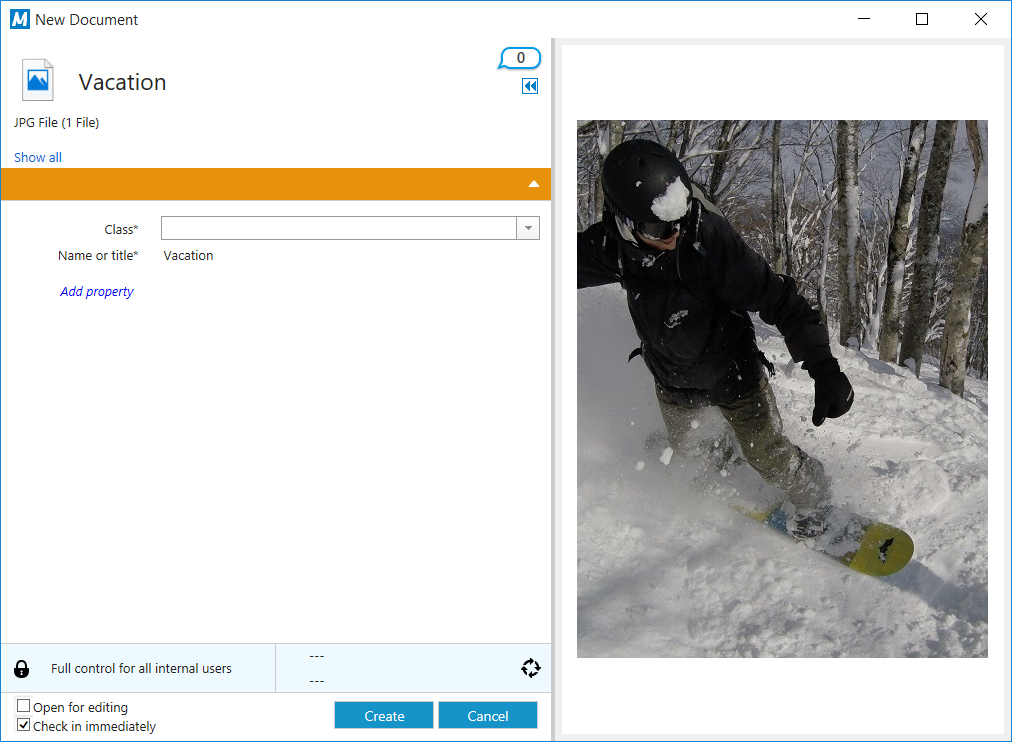 M New Document
0
Vacation
JPG File (1 File)
Show all
Class*
Name or title* Vacation
Add property
Full control for all internal users
---
---
Open for editing
Check in immediately
Create Cancel